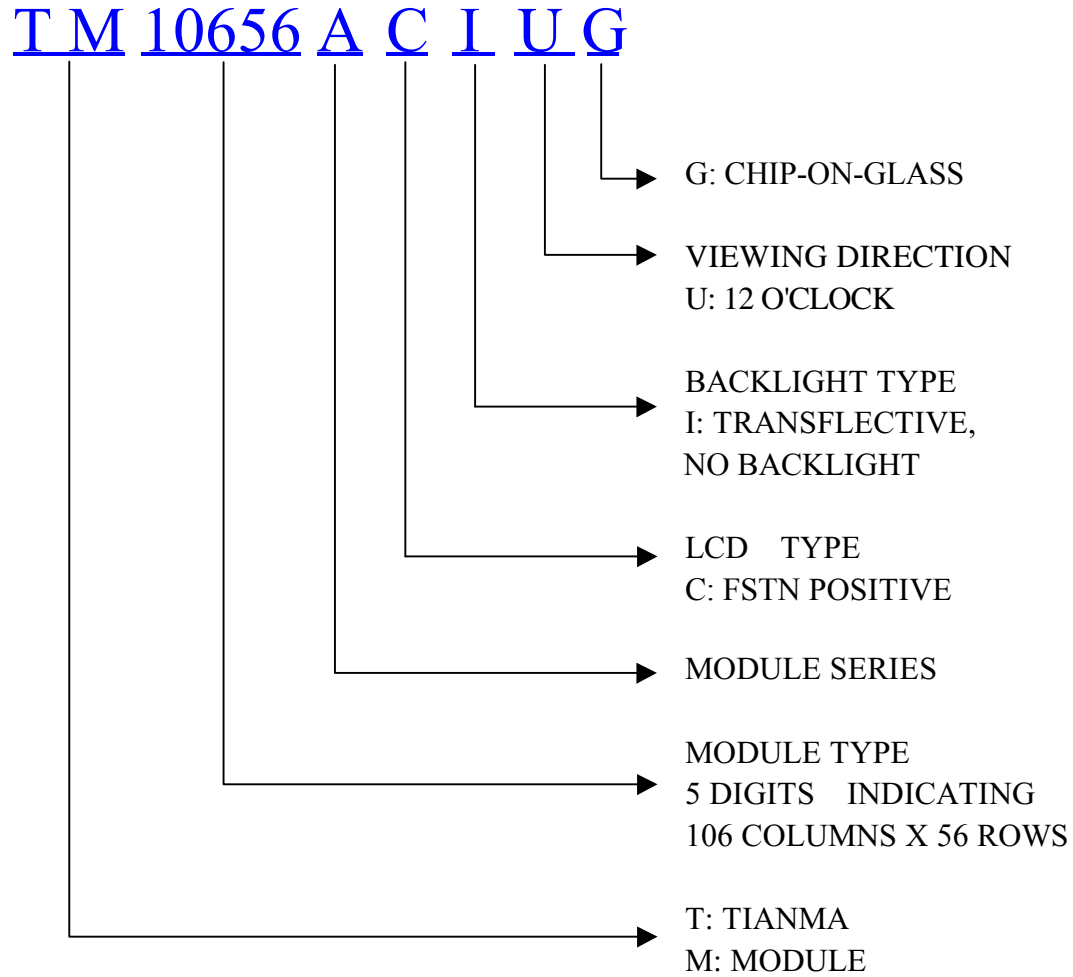 T M 10656 A C I U G
G: CHIP-ON-GLASS
VIEWING DIRECTION
U: 12 O'CLOCK
BACKLIGHT TYPE
I: TRANSFLECTIVE,
NO BACKLIGHT
LCD TYPE
C: FSTN POSITIVE
MODULE SERIES
MODULE TYPE
5 DIGITS INDICATING
106 COLUMNS X 56 ROWS
T: TIANMA
M: MODULE